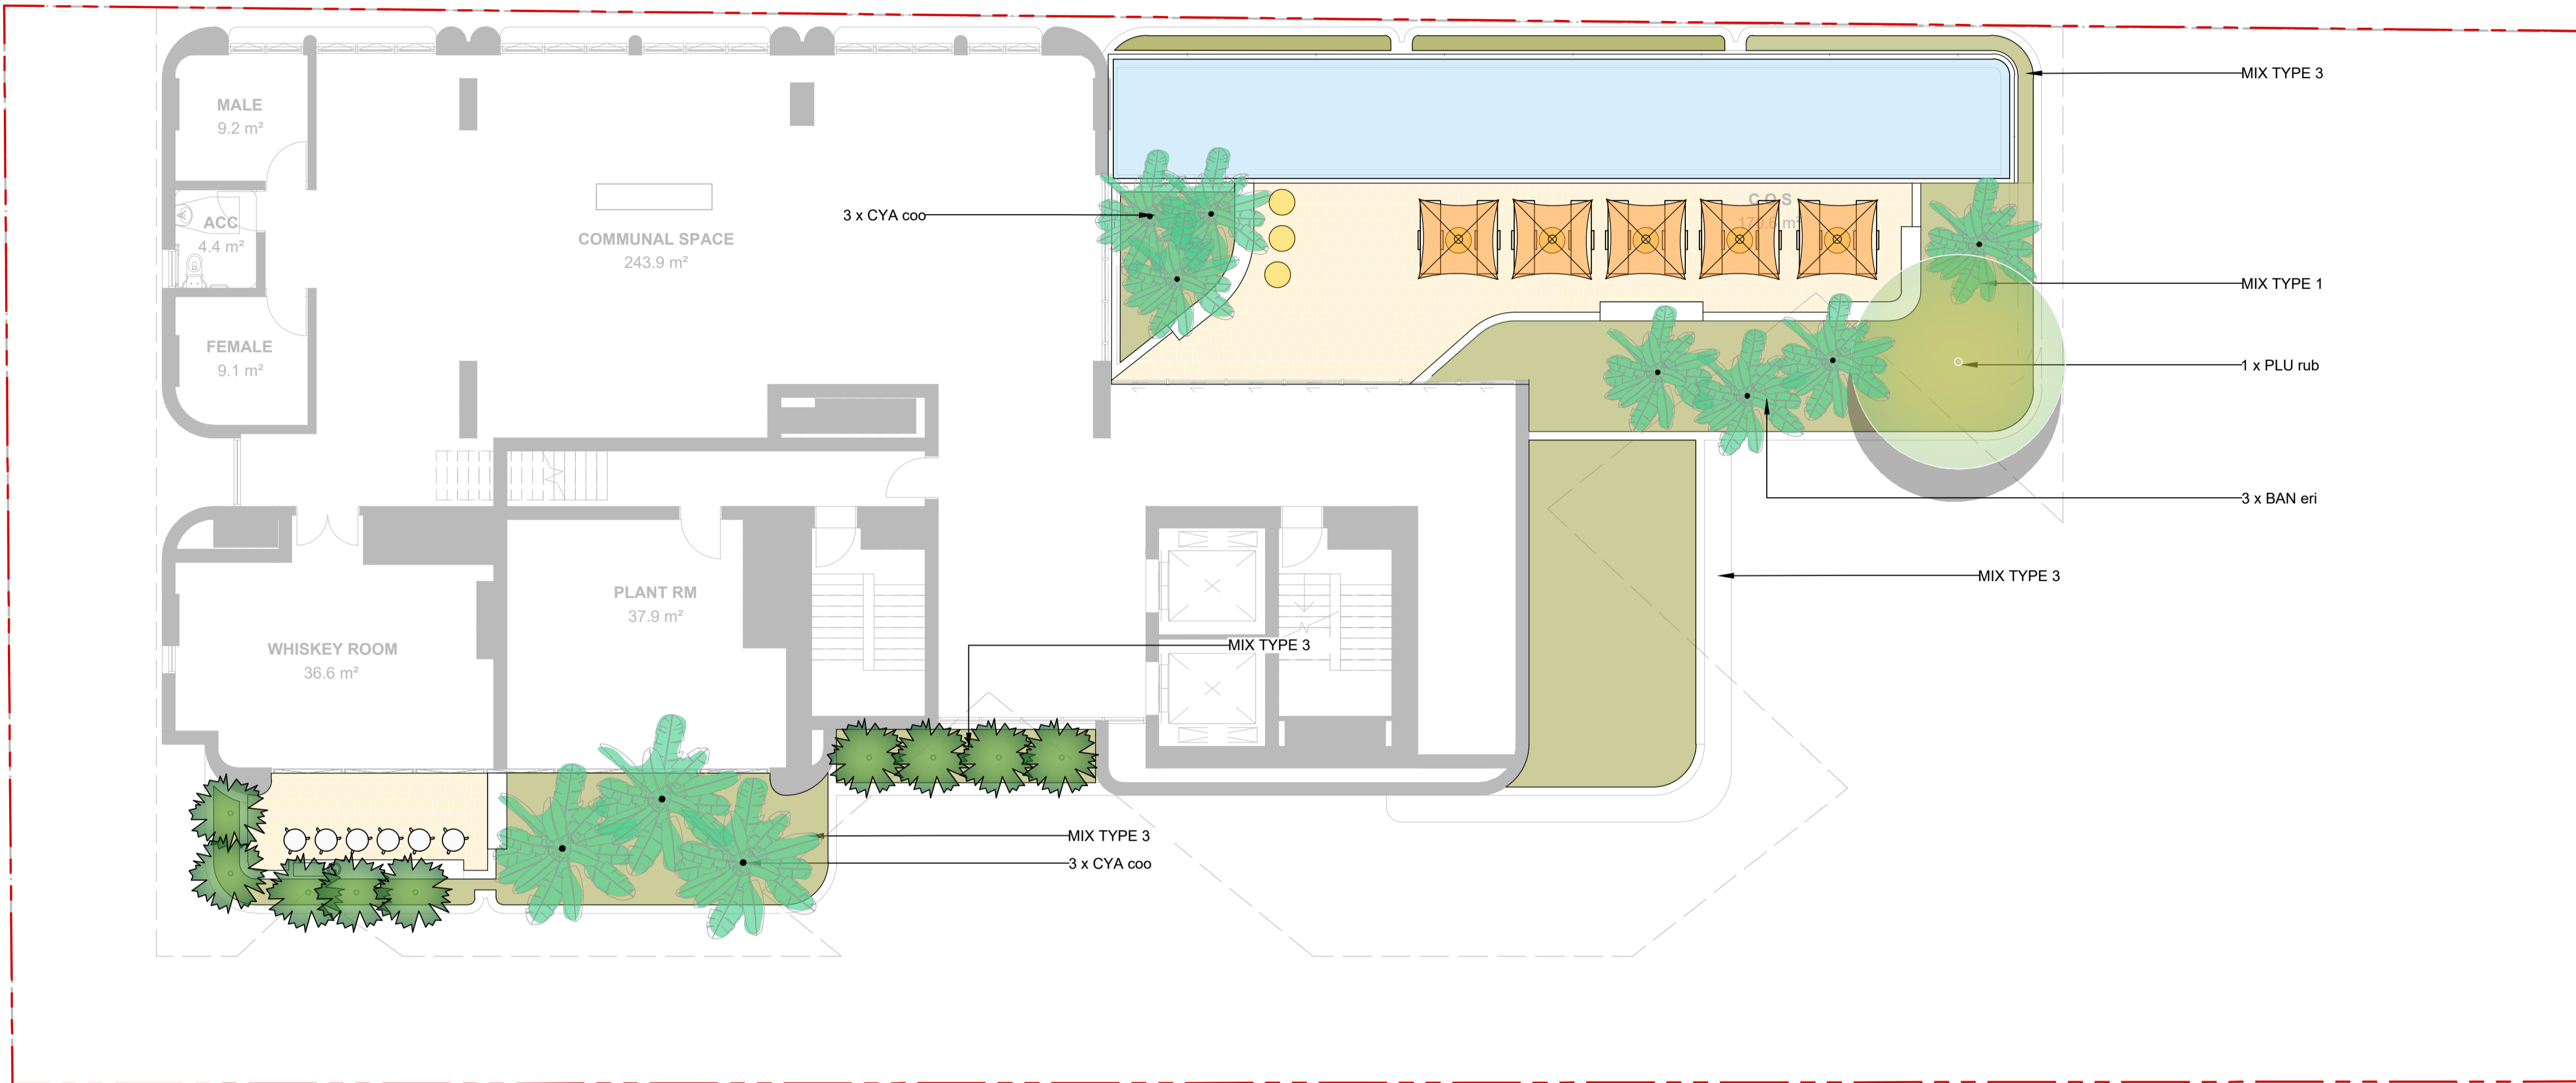 MIX TYPE 3
MALE
9.2 m²
C.O.S
3 x CYA coo
ACC
4.4 m²
COMMUNAL SPACE
243.9 m²
MIX TYPE 1
FEMALE
9.1 m²
1 x PLU rub
3 x BAN eri
MIX TYPE 3
PLANT RM
37.9 m²
WHISKEY ROOM
36.6 m²
MIX TYPE 3
MIX TYPE 3
3 x CYA coo